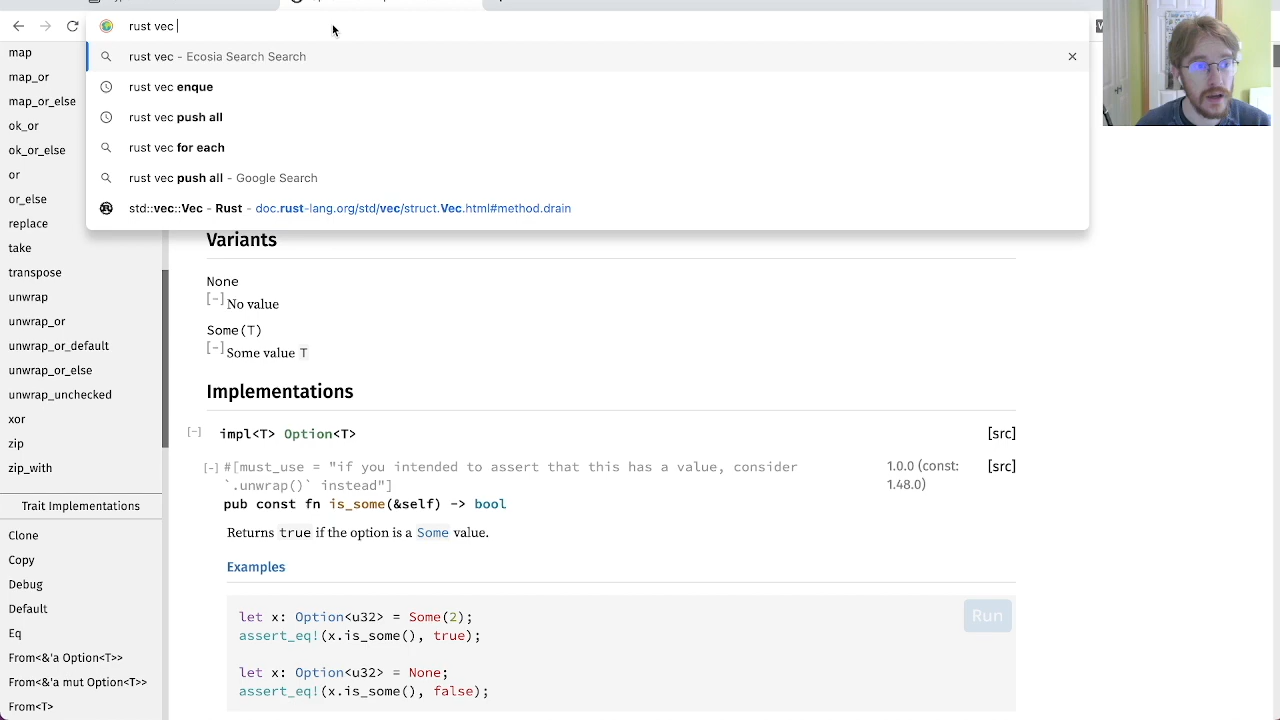 rust vec
rust vec – Ecosia Search Search
rust vec enque
rust vec push all
rust vec for each
rust vec push all – Google Search
std::vec::Vec - Rust – doc.rust-lang.org/std/vec/struct.Vec.html#method.drain
map
map_or
map_or_else
ok_or
ok_or_else
or
or_else
replace
take
transpose
unwrap
unwrap_or
unwrap_or_default
unwrap_or_else
unwrap_unchecked
xor
zip
zip_with
Trait Implementations
Clone
Copy
Debug
Default
Eq
From<&'a Option<T>>
From<&'a mut Option<T>>
From<T>
Variants
None
[-] No value
Some(T)
[-] Some value T
Implementations
[-] impl<T> Option<T> [src]
[-] #[must_use = "if you intended to assert that this has a value, consider 1.0.0 (const: [src]
`.unwrap()` instead"] 1.48.0)
pub const fn is_some(&self) -> bool
Returns true if the option is a Some value.
Examples
Run
let x: Option<u32> = Some(2);
assert_eq!(x.is_some(), true);
let x: Option<u32> = None;
assert_eq!(x.is_some(), false);